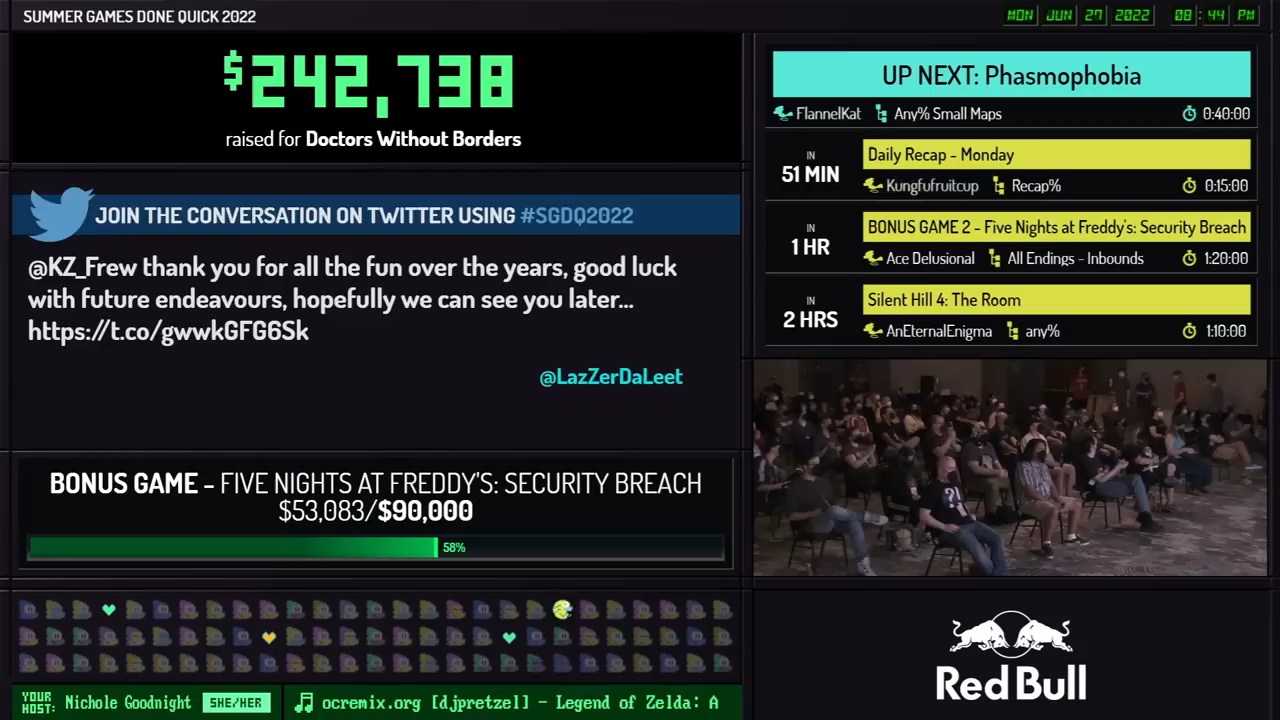 SUMMER GAMES DONE QUICK 2022
MON JUN 27 2022 08:44 PM
$242,738
raised for Doctors Without Borders
JOIN THE CONVERSATION ON TWITTER USING #SGDQ2022
@KZ_Frew thank you for all the fun over the years, good luck
with future endeavours, hopefully we can see you later...
https://t.co/gwwkGFG6Sk
@LazZerDaLeet
BONUS GAME - FIVE NIGHTS AT FREDDY'S: SECURITY BREACH
$53,083/$90,000
58%
YOUR HOST: Nichole Goodnight SHE/HER
ocremix.org [djpretzel] - Legend of Zelda: A
UP NEXT: Phasmophobia
FlannelKat Any% Small Maps 0:40:00
IN 51 MIN
Daily Recap - Monday
Kungfufruitcup Recap% 0:15:00
IN 1 HR
BONUS GAME 2 - Five Nights at Freddy's: Security Breach
Ace Delusional All Endings - Inbounds 1:20:00
IN 2 HRS
Silent Hill 4: The Room
AnEternalEnigma any% 1:10:00
Red Bull